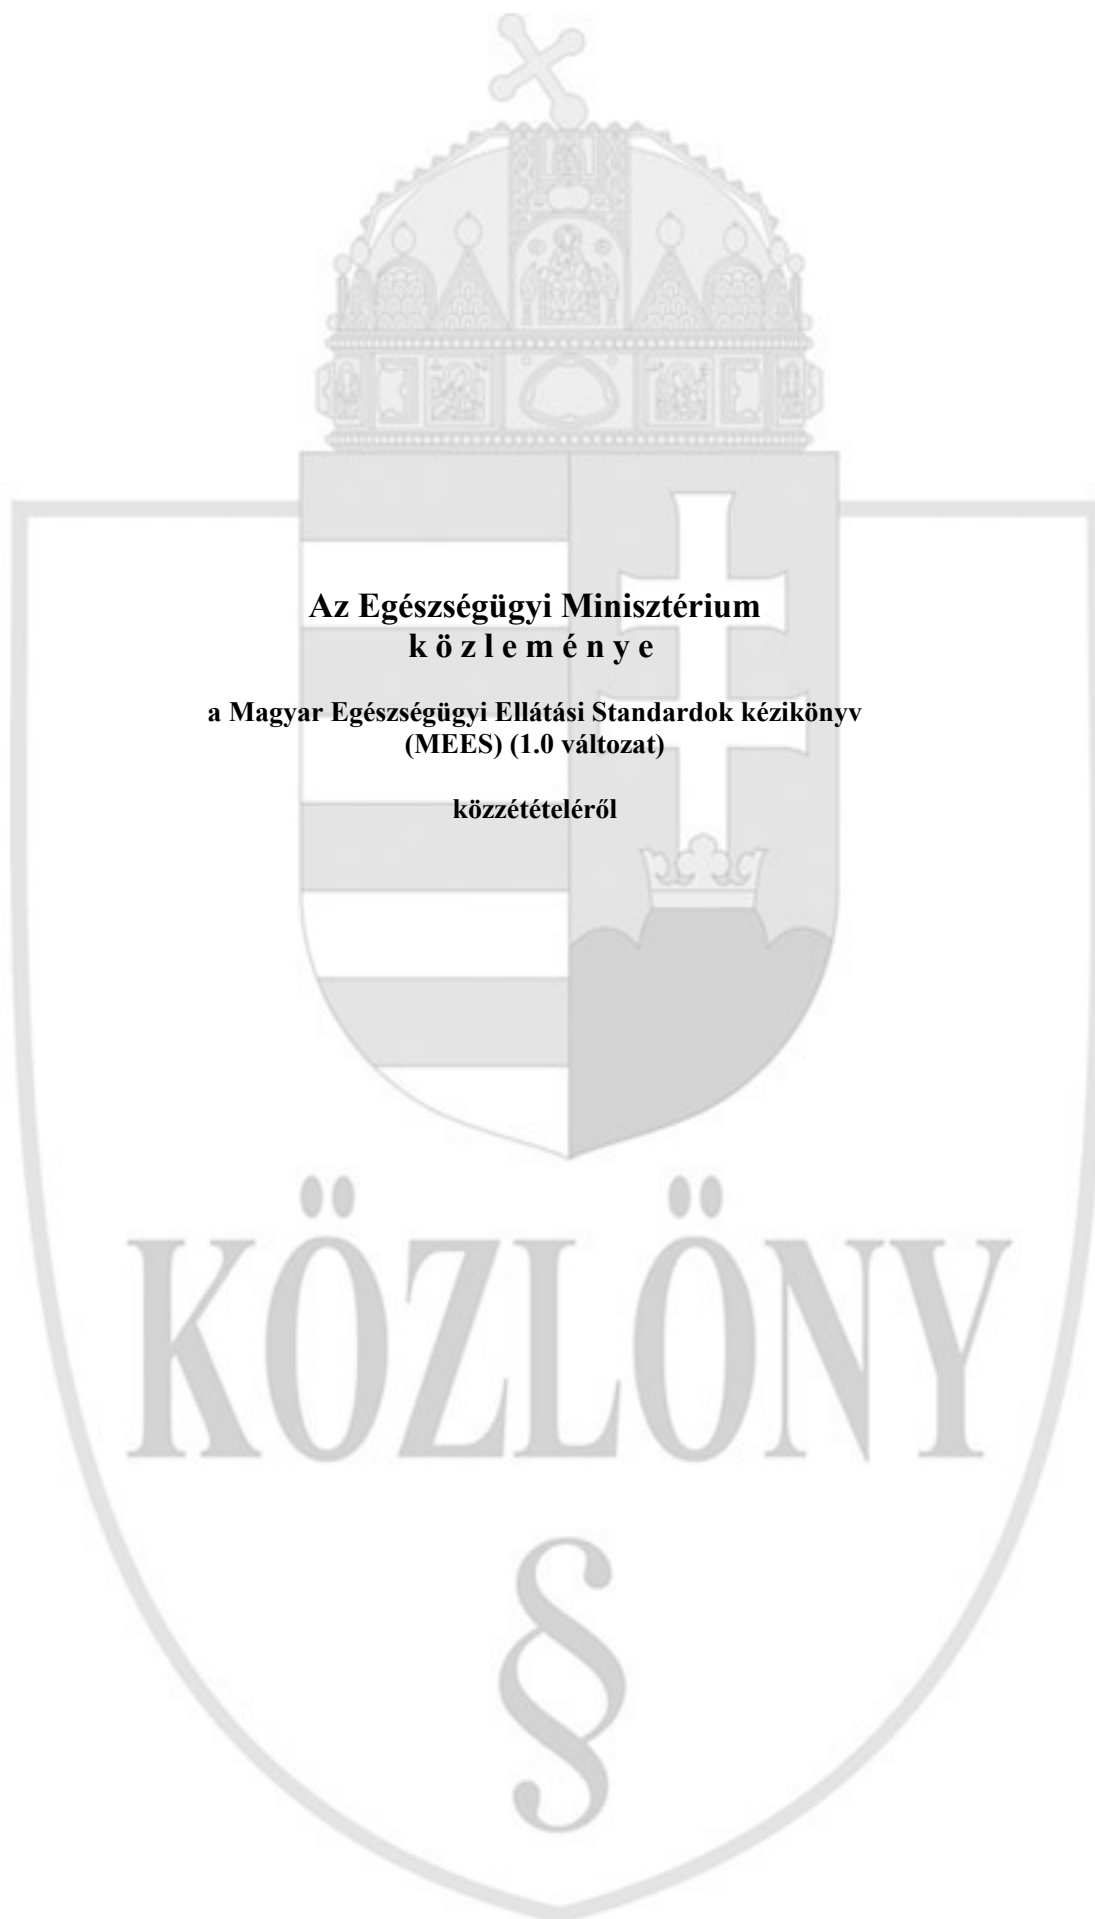 Az Egészségügyi Minisztérium
k ö z l e m é n y e
a Magyar Egészségügyi Ellátási Standardok kézikönyv
(MEES) (1.0 változat)
közzétételéről
KÖZLÖNY
§